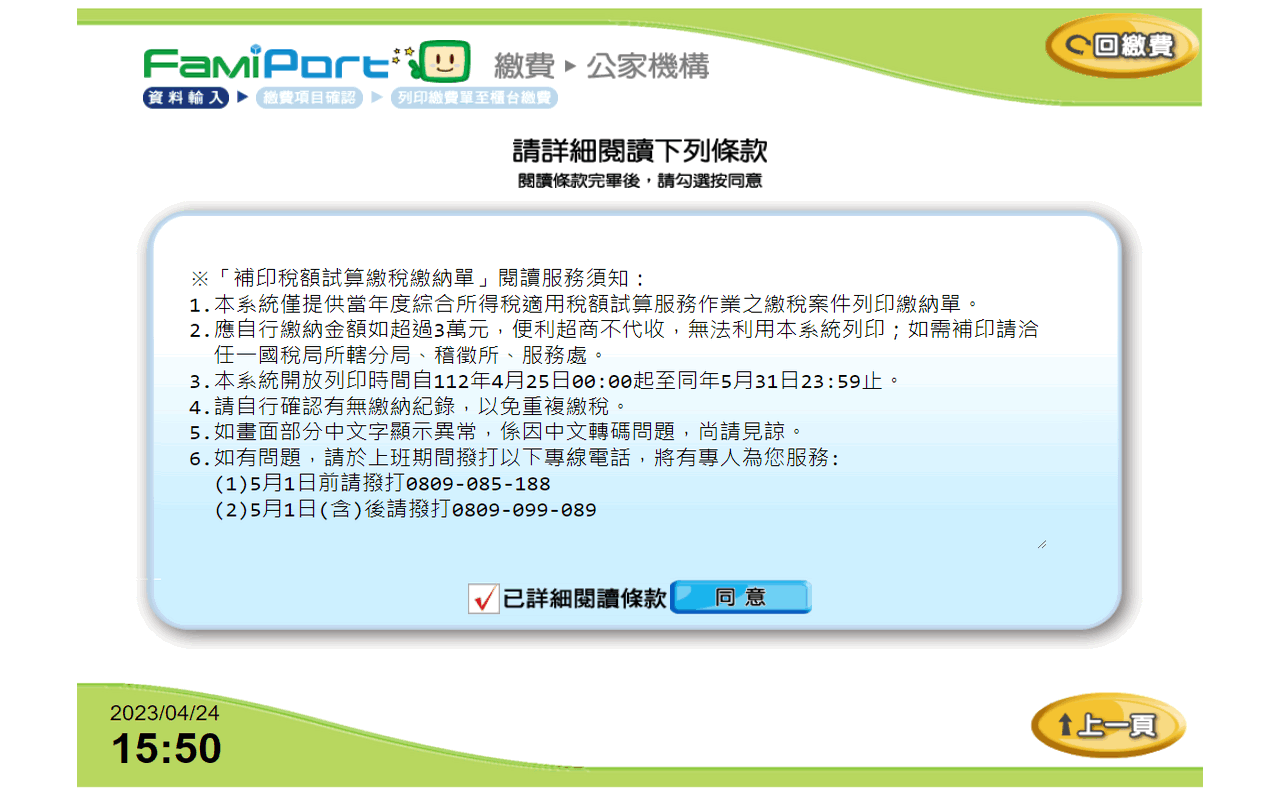 FamiPort 繳費▶公家機構
回繳費
資料輸入 ▶ 繳費項目確認 ▶ 列印繳費單至櫃台繳費
請詳細閱讀下列條款
閱讀條款完畢後，請勾選按同意
※「補印稅額試算繳稅繳納單」閱讀服務須知：
1.本系統僅提供當年度綜合所得稅適用稅額試算服務作業之繳稅案件列印繳納單。
2.應自行繳納金額如超過3萬元，便利超商不代收，無法利用本系統列印；如需補印請洽
任一國稅局所轄分局、稽徵所、服務處。
3.本系統開放列印時間自112年4月25日00:00起至同年5月31日23:59止。
4.請自行確認有無繳納紀錄，以免重複繳稅。
5.如畫面部分中文字顯示異常，係因中文轉碼問題，尚請見諒。
6.如有問題，請於上班期間撥打以下專線電話，將有專人為您服務:
(1)5月1日前請撥打0809-085-188
(2)5月1日(含)後請撥打0809-099-089
已詳細閱讀條款 同意
2023/04/24
15:50
上一頁